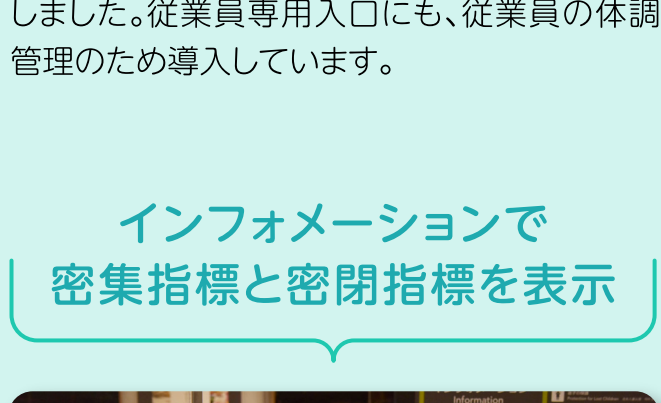 しました。従業員専用入口にも、従業員の体調
管理のため導入しています。
インフォメーションで
密集指標と密閉指標を表示
Information